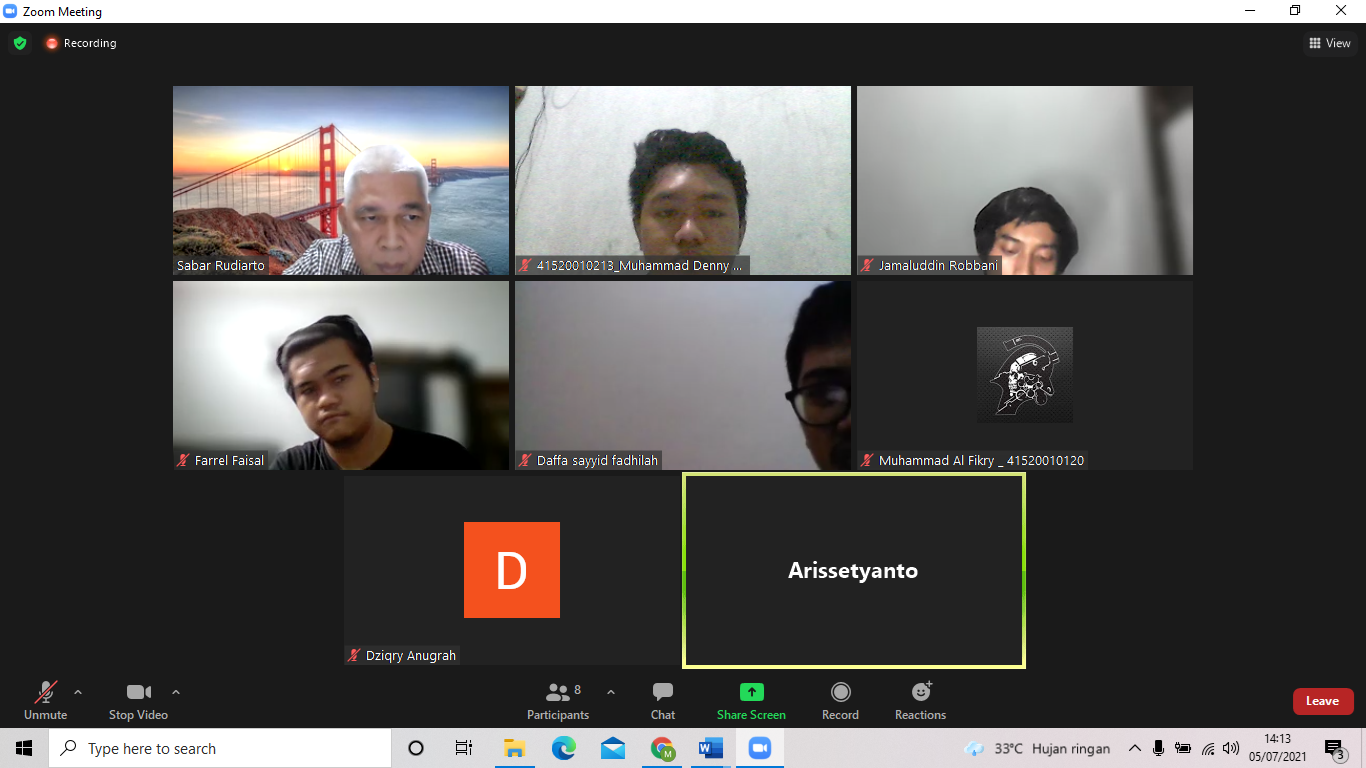 Zoom Meeting
Recording
View
Sabar Rudiarto
41520010213_Muhammad Denny ...
Jamaluddin Robbani
Farrel Faisal
Daffa sayyid fadhilah
Muhammad Al Fikry _ 41520010120
D
Dziqry Anugrah
Arissetyanto
8
Unmute
Stop Video
Participants
Chat
Share Screen
Record
Reactions
Leave
Type here to search
M
W
33°C Hujan ringan
14:13
05/07/2021
3